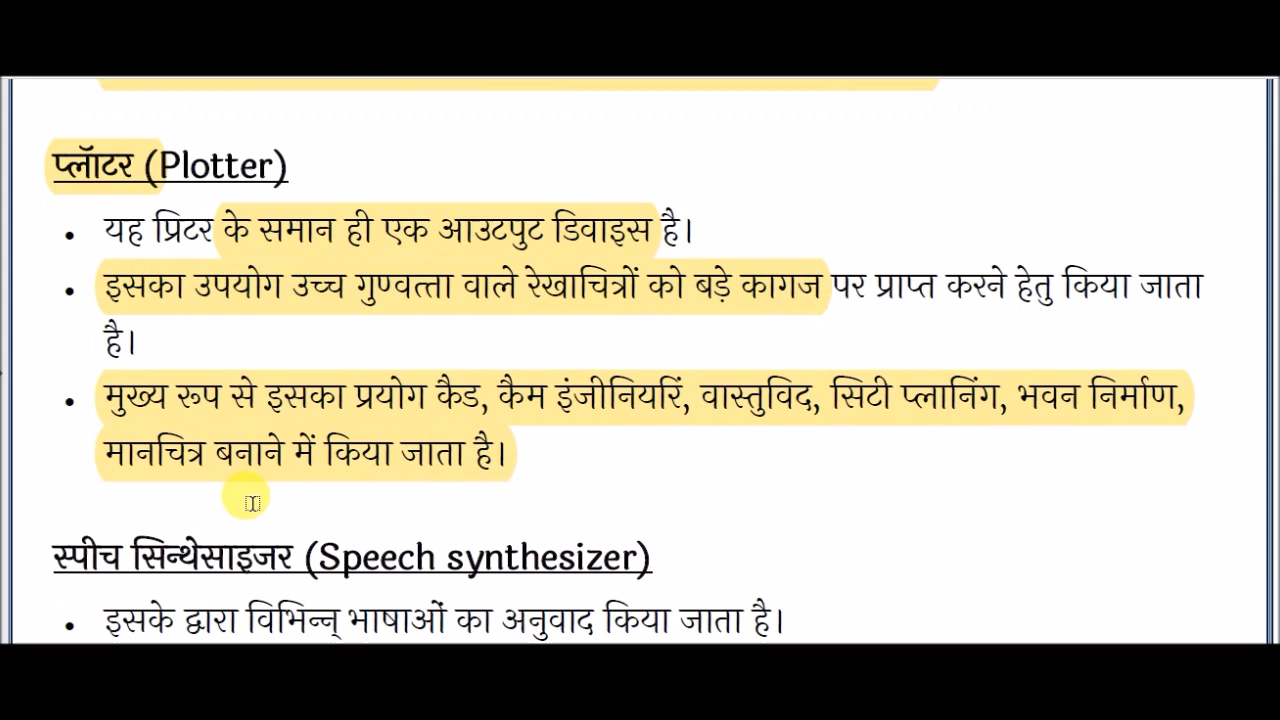 प्लॉटर (Plotter)
• यह प्रिटर के समान ही एक आउटपुट डिवाइस है।
• इसका उपयोग उच्च गुण्वत्ता वाले रेखाचित्रों को बड़े कागज पर प्राप्त करने हेतु किया जाता
है।
• मुख्य रूप से इसका प्रयोग कैड, कैम इंजीनियरिं, वास्तुविद, सिटी प्लानिंग, भवन निर्माण,
मानचित्र बनाने में किया जाता है।
स्पीच सिन्थेसाइजर (Speech synthesizer)
• इसके द्वारा विभिन्न् भाषाओं का अनुवाद किया जाता है।